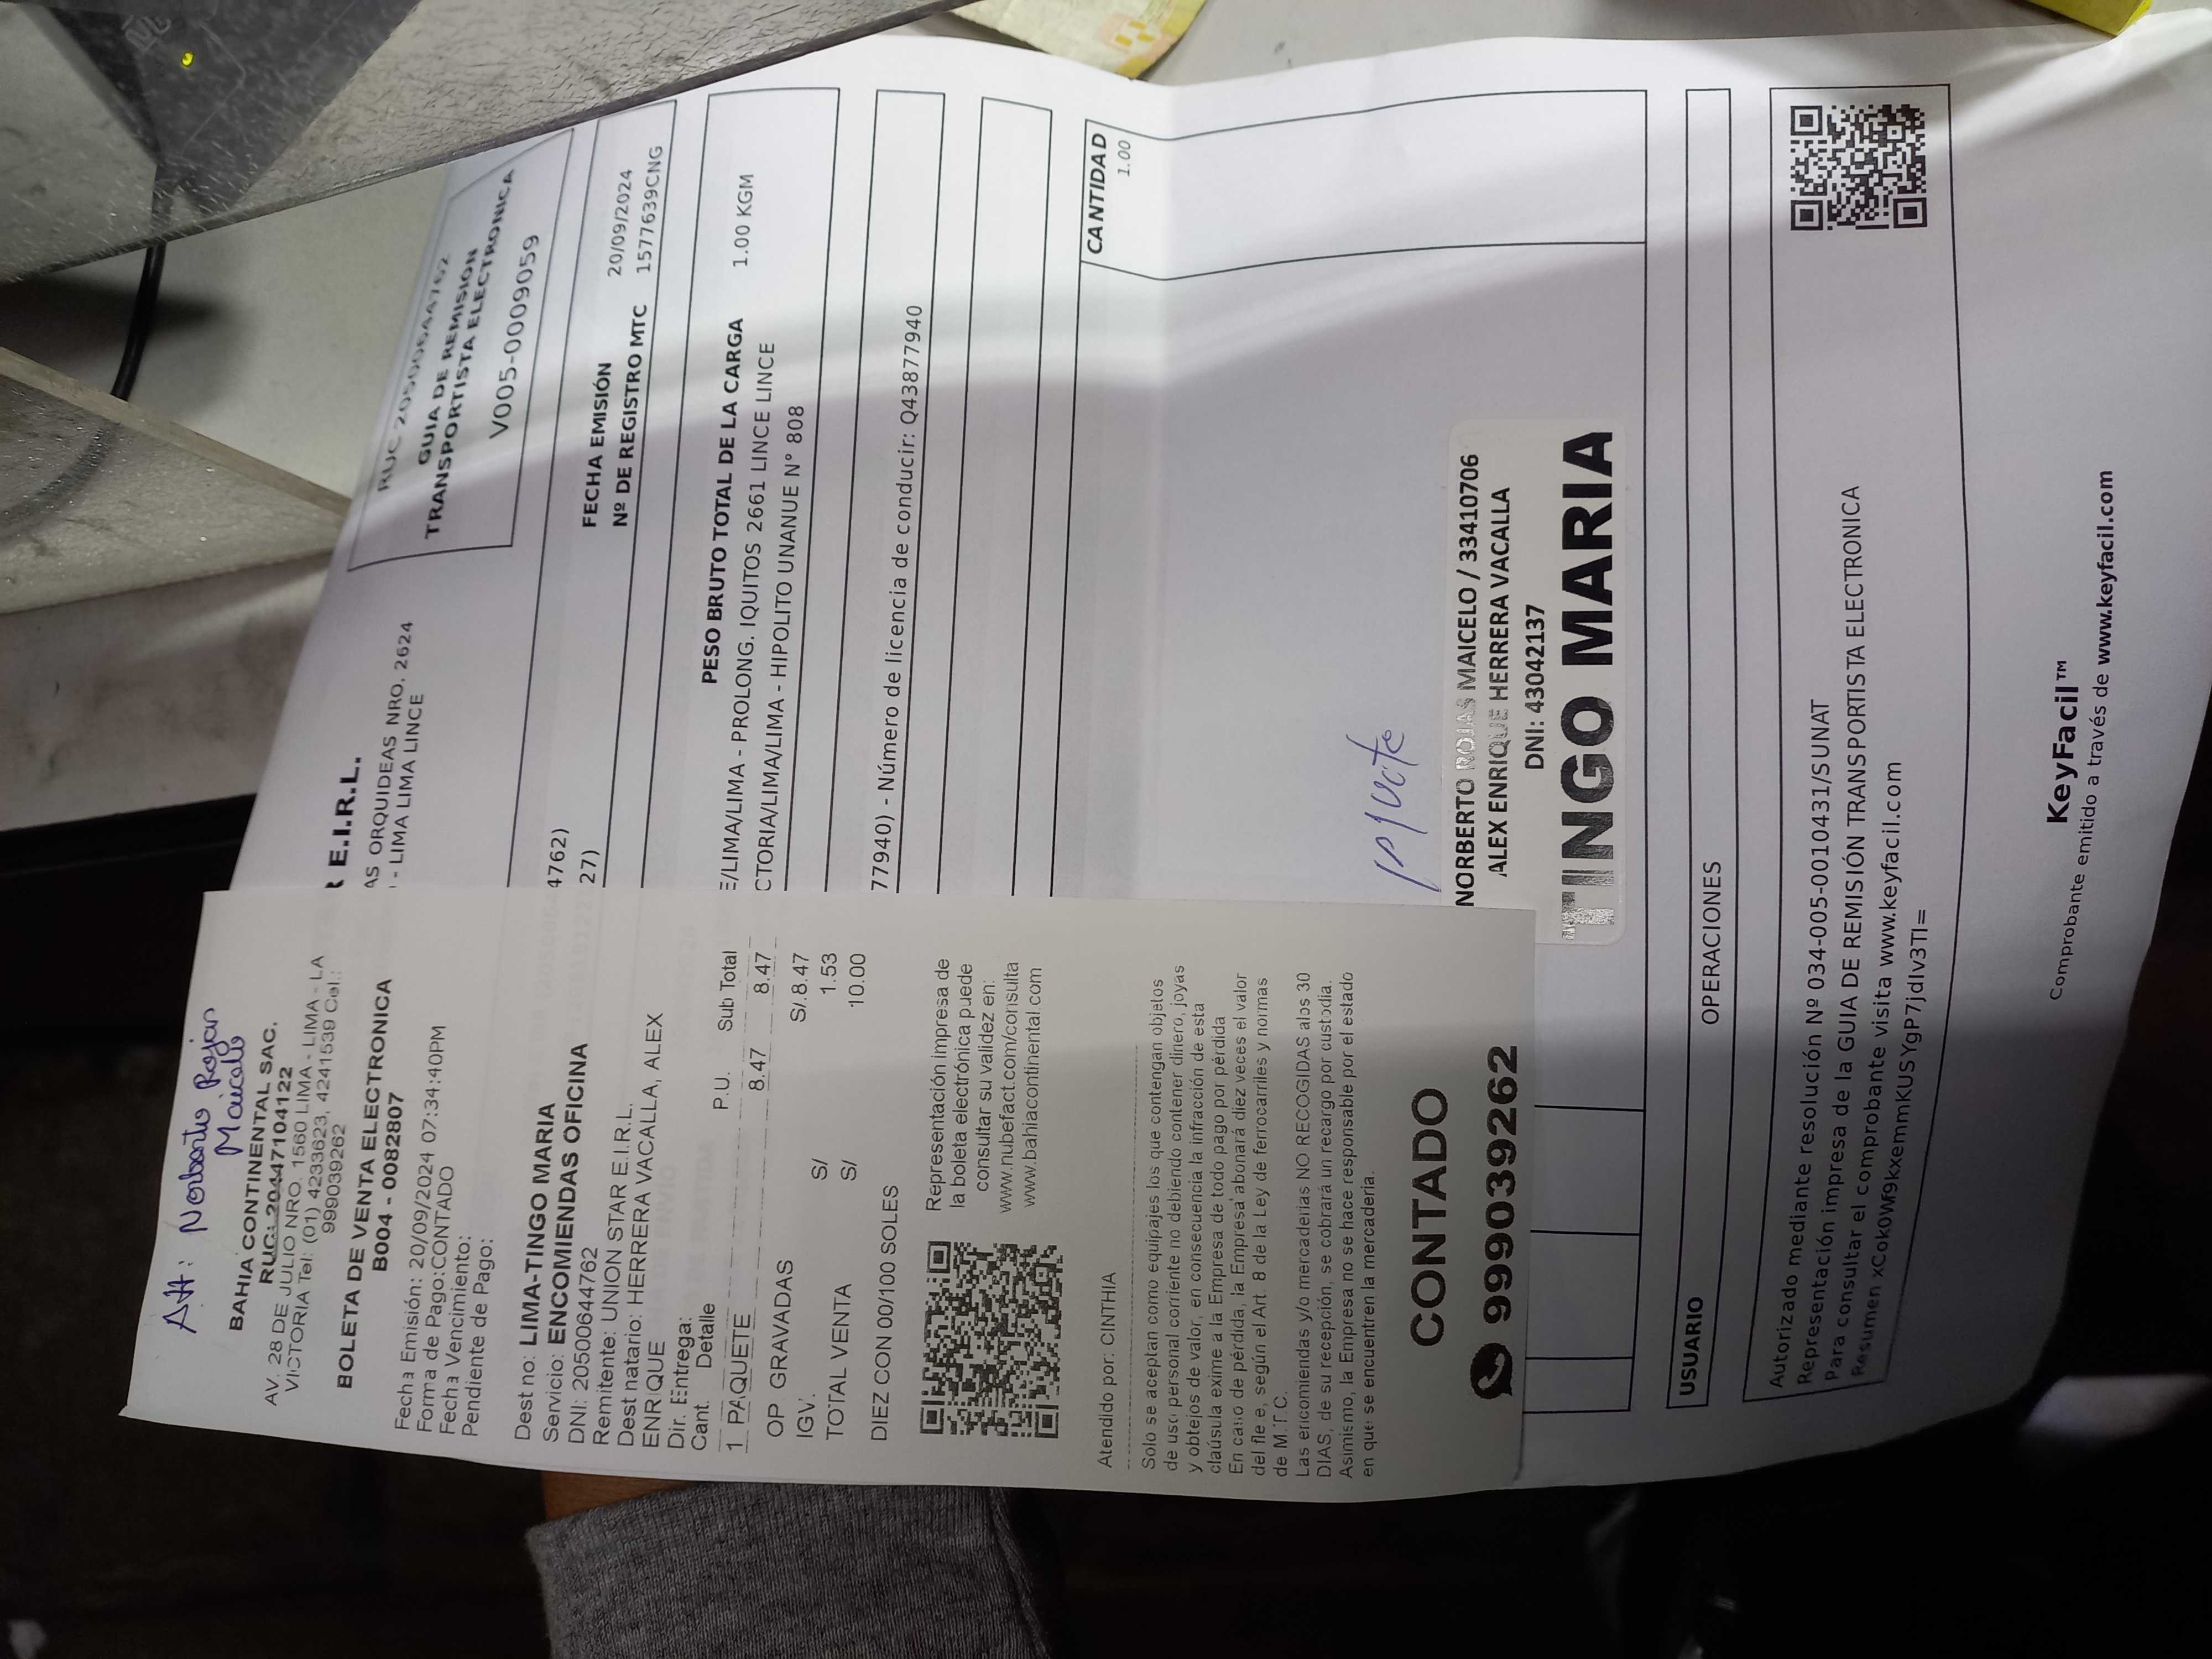 Att: Norberto Rojas
Maicelo
BAHIA CONTINENTAL SAC.
RUC: 20447104122
AV. 28 DE JULIO NRO. 1560 LIMA - LIMA - LA
VICTORIA Tel: (01) 4233623, 4241539 Cel.:
999039262
BOLETA DE VENTA ELECTRONICA
B004 - 0082807
Fecha Emisión: 20/09/2024 07:34:40PM
Forma de Pago:CONTADO
Fecha Vencimiento:
Pendiente de Pago:
Dest no: LIMA-TINGO MARIA
Servicio: ENCOMIENDAS OFICINA
DNI: 20500644762
Remitente: UNION STAR E.I.R.L.
Dest natario: HERRERA VACALLA, ALEX
ENRIQUE
Dir. Entrega:
Cant. Detalle P.U. Sub Total
1 PAQUETE 8.47 8.47
OP GRAVADAS S/.8.47
IGV. S/ 1.53
TOTAL VENTA S/ 10.00
DIEZ CON 00/100 SOLES
Representación impresa de
la boleta electrónica puede
consultar su validez en:
www.nubefact.com/consulta
www.bahiacontinental.com
Atendido por: CINTHIA
Solo se aceptan como equipajes los que contengan objetos
de uso personal corriente no debiendo contener dinero, joyas
y obtejos de valor, en consecuencia la infracción de esta
claúsula exime a la Empresa de todo pago por pérdida
En caso de pérdida, la Empresa abonará diez veces el valor
del fle e, según el Art. 8 de la Ley de ferrocarriles y normas
de M.T.C.
Las encomiendas y/o mercaderias NO RECOGIDAS alos 30
DIAS, de su recepción, se cobrará un recargo por custodia.
Asimismo, la Empresa no se hace responsable por el estado
en que se encuentren la mercadería.
CONTADO
999039262
R E.I.R.L.
AS ORQUIDEAS NRO. 2624
- LIMA LIMA LINCE
RUC 20500644762
GUIA DE REMISIÓN
TRANSPORTISTA ELECTRONICA
V005-00009059
4762)
27)
FECHA EMISIÓN 20/09/2024
Nº DE REGISTRO MTC 1577639CNG
PESO BRUTO TOTAL DE LA CARGA 1.00 KGM
E/LIMA/LIMA - PROLONG. IQUITOS 2661 LINCE LINCE
CTORIA/LIMA/LIMA - HIPOLITO UNANUE N° 808
77940) - Número de licencia de conducir: Q43877940
CANTIDAD
1.00
NORBERTO ROJAS MAICELO / 33410706
ALEX ENRIQUE HERRERA VACALLA
DNI: 43042137
TINGO MARIA
USUARIO OPERACIONES
Autorizado mediante resolución Nº 034-005-0010431/SUNAT
Representación impresa de la GUIA DE REMISIÓN TRANSPORTISTA ELECTRONICA
Para consultar el comprobante visita www.keyfacil.com
Resumen xCok0Wf9kxemmKUSYgP7jdIv3TI=
KeyFacil™
Comprobante emitido a través de www.keyfacil.com